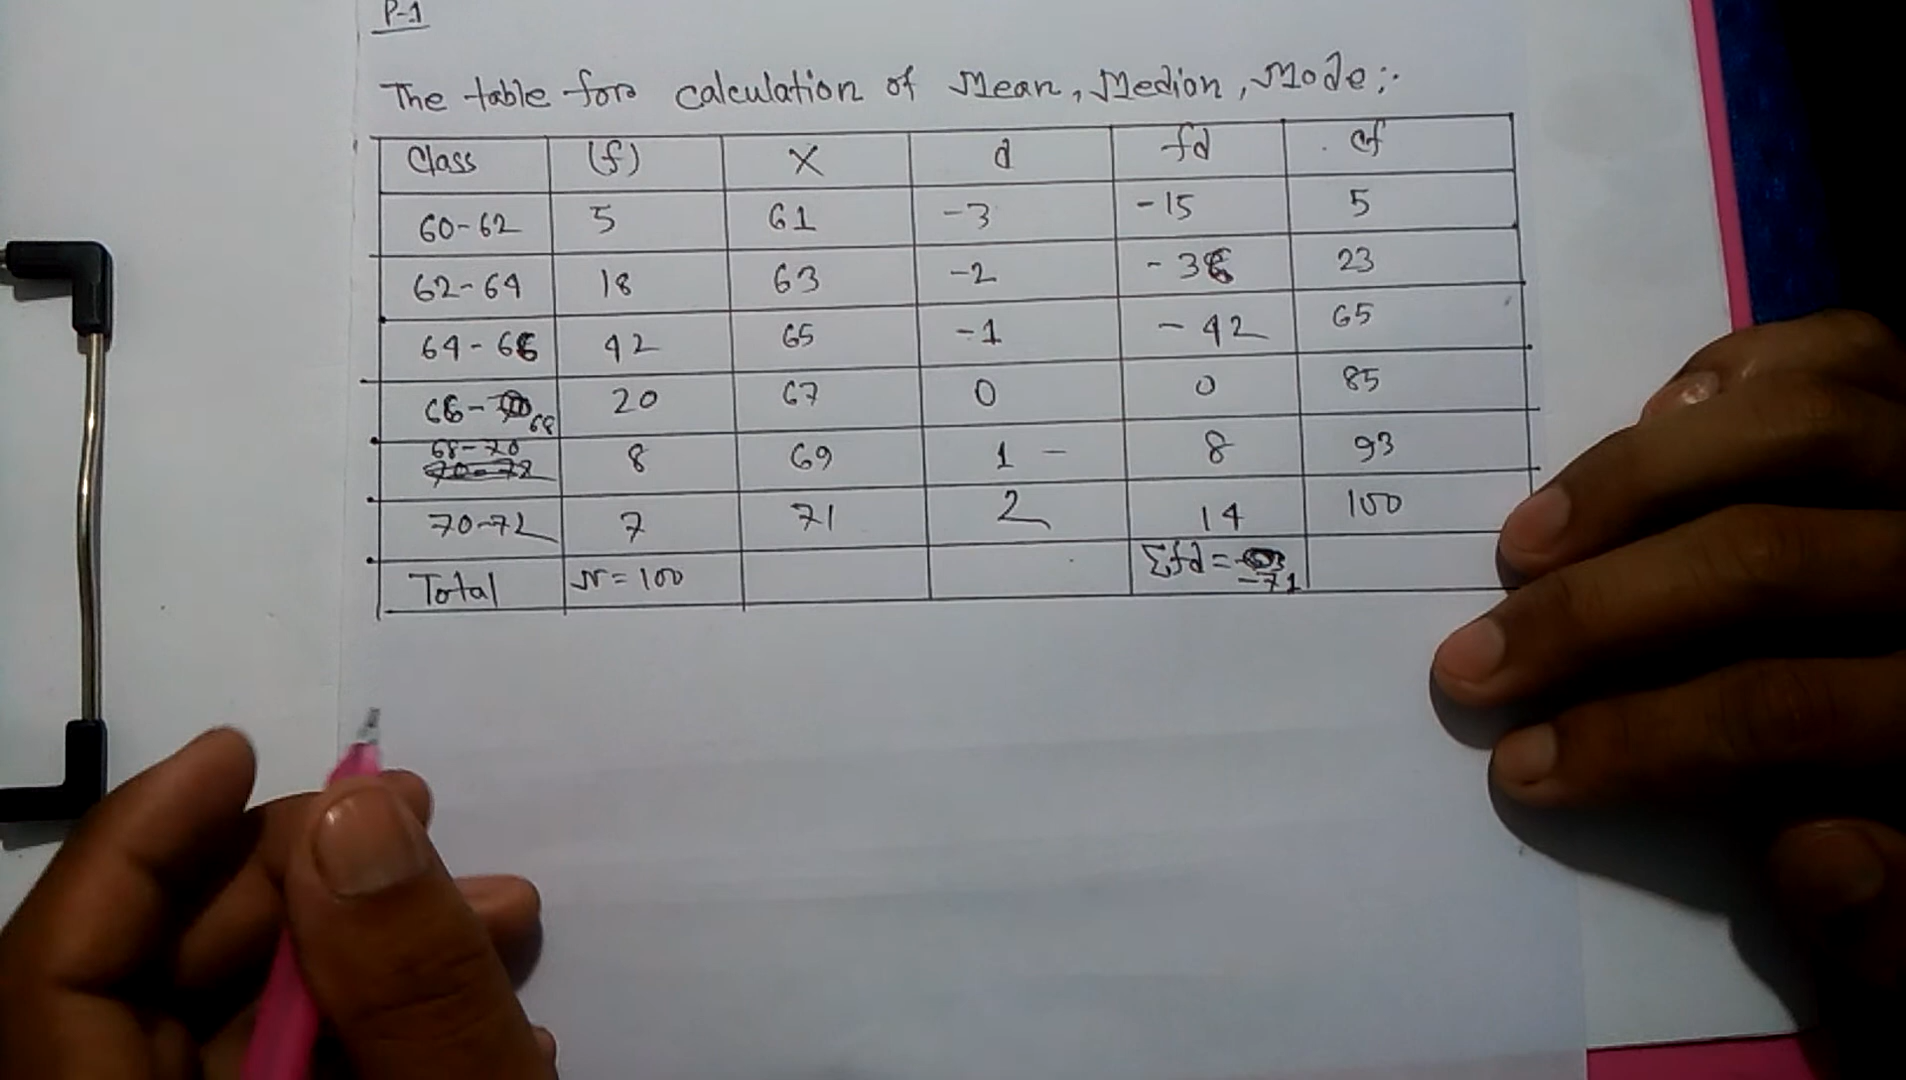 P-1
The table for calculation of Mean, Median, Mode:-
Class (f) X d fd cf
60-62 5 61 -3 -15 5
62-64 18 63 -2 -36 23
64-66 42 65 -1 -42 65
66-68 20 67 0 0 85
68-70 8 69 1 - 8 93
70-72
70-72 7 71 2 14 100
Total N=100 Σfd= -71